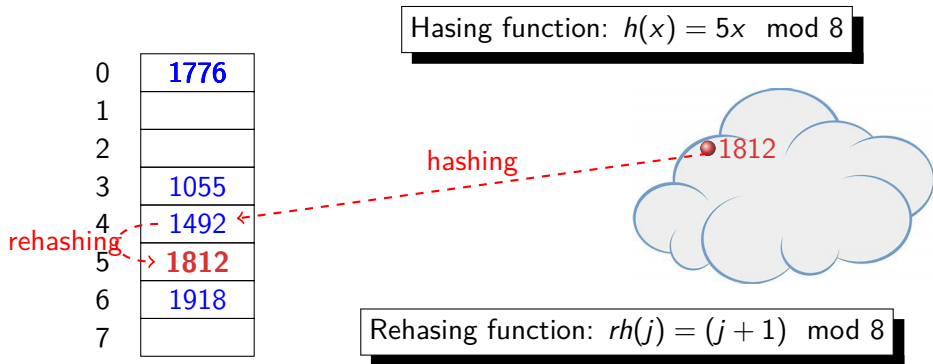 Hasing function: h(x) = 5x mod 8
0 1776
1
2
3 1055
4 1492
5 1812
6 1918
7
hashing
1812
rehashing
Rehasing function: rh(j) = (j + 1) mod 8